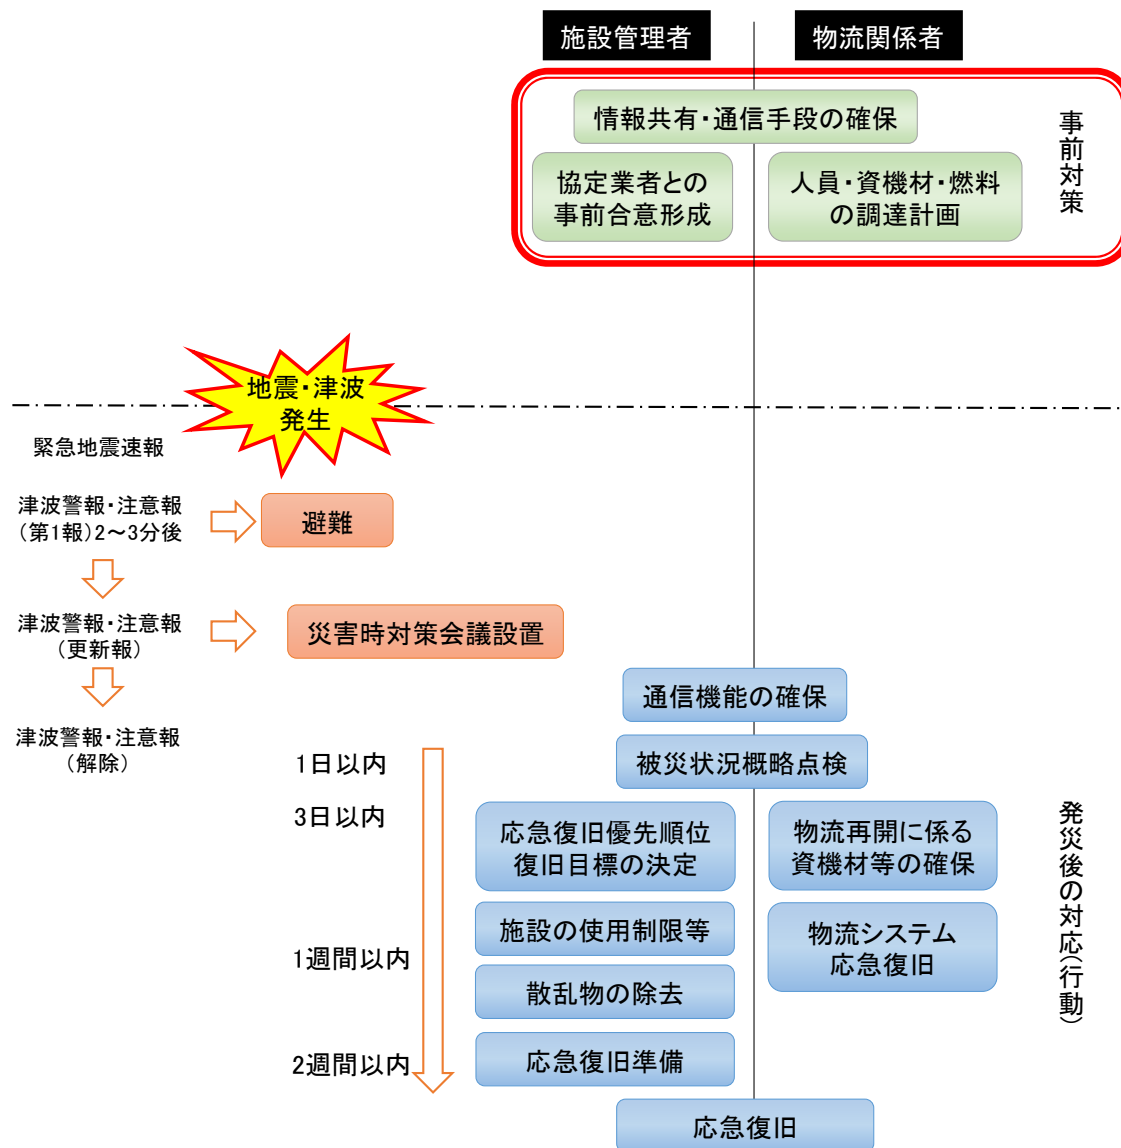 施設管理者
物流関係者
情報共有・通信手段の確保
協定業者との
事前合意形成
人員・資機材・燃料
の調達計画
事前対策
地震・津波
発生
緊急地震速報
津波警報・注意報
（第1報）2～3分後
避難
津波警報・注意報
（更新報）
災害時対策会議設置
通信機能の確保
津波警報・注意報
（解除）
1日以内
被災状況概略点検
3日以内
応急復旧優先順位
復旧目標の決定
物流再開に係る
資機材等の確保
施設の使用制限等
物流システム
応急復旧
1週間以内
散乱物の除去
2週間以内
応急復旧準備
応急復旧
発災後の対応（行動）